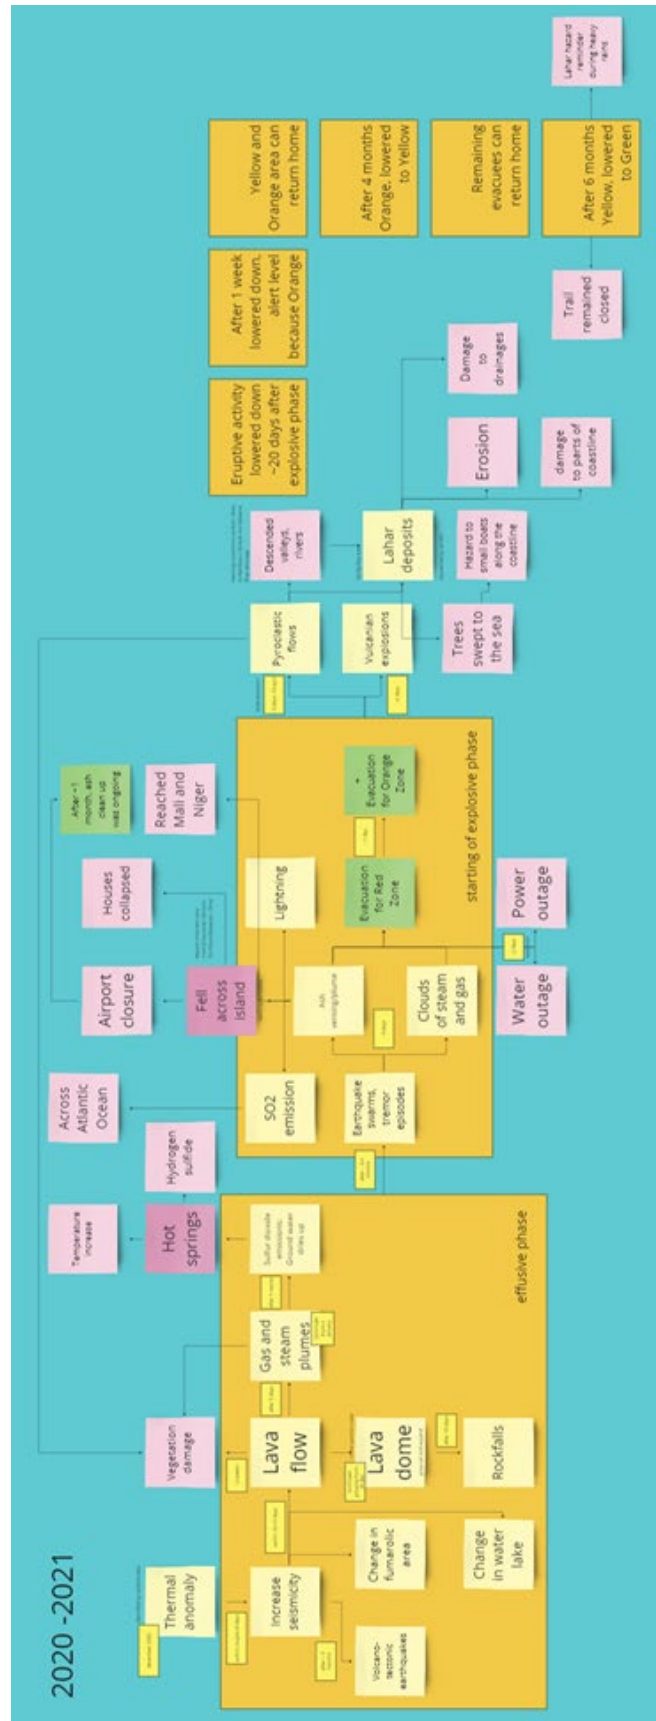 2020 -2021
Thermal
anomaly
Increase
seismicity
Volcano-
tectonic
earthquakes
Change in
fumarolic
area
Change
in water
lake
Vegetation
damage
Lava
flow
Lava
dome
Rockfalls
Gas and
steam
plumes
Sulfur dioxide
emissions,
Ground water
dries up
effusive phase
Temperature
increase
Hot
springs
Hydrogen
sulfide
Across
Atlantic
Ocean
SO2
emission
Earthquake
swarms,
tremor
episodes
Airport
closure
Fell
across
island
Ash
venting/plume
Clouds
of steam
and gas
Water
outage
Power
outage
Houses
collapsed
Lightning
Evacuation
for Red
Zone
After ~1
month, ash
clean up
was ongoing
Reached
Mali and
Niger
+
Evacuation
for Orange
Zone
starting of explosive phase
Pyroclastic
flows
Vulcanian
explosions
Trees
swept to
the sea
Descended
valleys,
rivers
Lahar
deposits
Hazard to
small boats
along the
coastline
Erosion
damage
to parts of
coastline
Damage
to
drainages
Eruptive activity
lowered down
~20 days after
explosive phase
After 1 week
lowered down,
alert level
because Orange
Yellow and
Orange area can
return home
After 4 months
Orange, lowered
to Yellow
Remaining
evacuees can
return home
After 6 months
Yellow, lowered
to Green
Trail
remained
closed
Lahar hazard
reminder
during heavy
rains